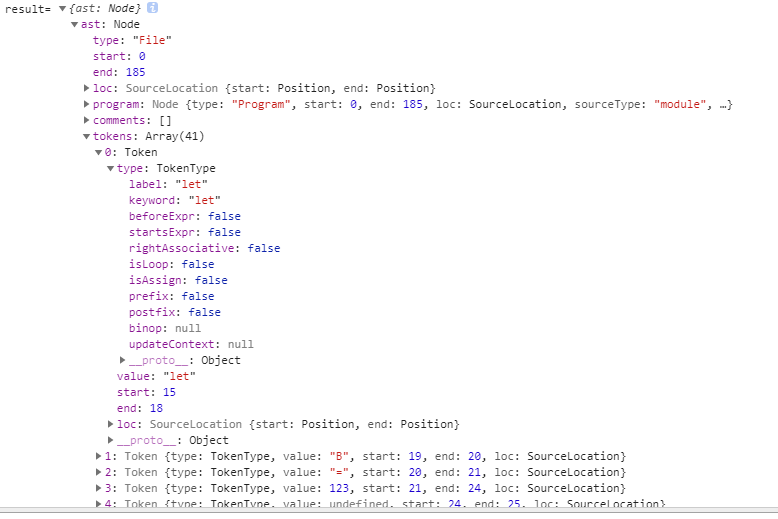 result= ▼{ast: Node} i
▼ast: Node
type: "File"
start: 0
end: 185
▶loc: SourceLocation {start: Position, end: Position}
▶program: Node {type: "Program", start: 0, end: 185, loc: SourceLocation, sourceType: "module", …}
▶comments: []
▼tokens: Array(41)
▼0: Token
▼type: TokenType
label: "let"
keyword: "let"
beforeExpr: false
startsExpr: false
rightAssociative: false
isLoop: false
isAssign: false
prefix: false
postfix: false
binop: null
updateContext: null
▶__proto__: Object
value: "let"
start: 15
end: 18
▶loc: SourceLocation {start: Position, end: Position}
▶__proto__: Object
▶1: Token {type: TokenType, value: "B", start: 19, end: 20, loc: SourceLocation}
▶2: Token {type: TokenType, value: "=", start: 20, end: 21, loc: SourceLocation}
▶3: Token {type: TokenType, value: 123, start: 21, end: 24, loc: SourceLocation}
▶4: Token {type: TokenType, value: undefined, start: 24, end: 25, loc: SourceLocation}